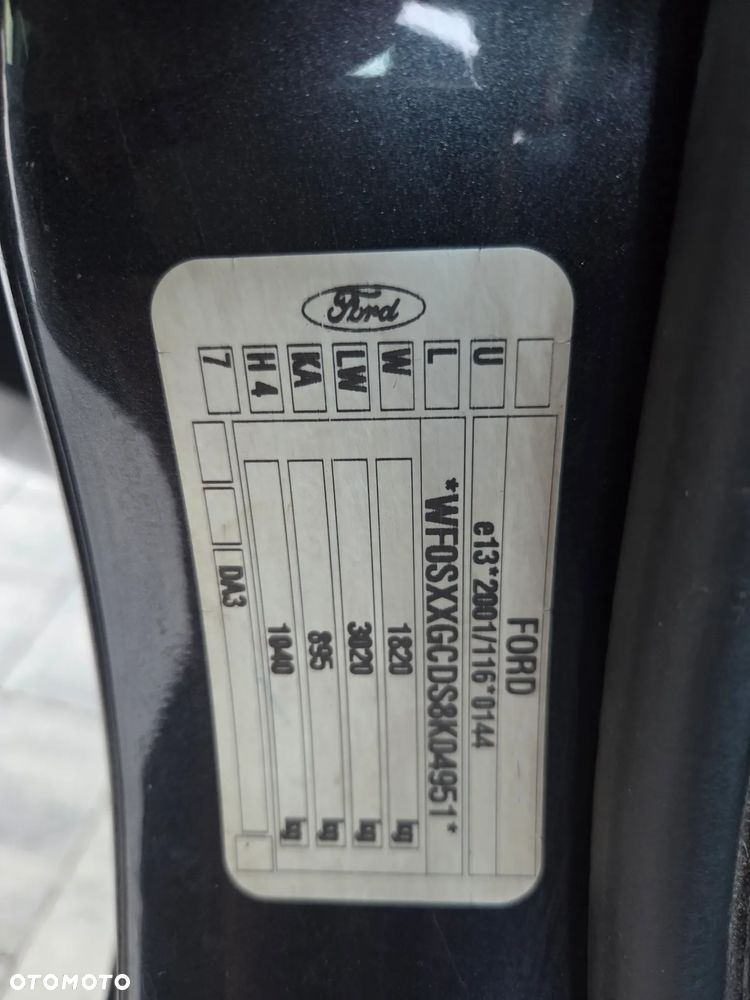 Ford
FORD
e13*2001/116*0144
*WF0SXXGCDS8K04951*
1820 kg
3020 kg
895 kg
1040 kg
DA3
U
L
W
LW
KA
H 4
7
OTOMOTO